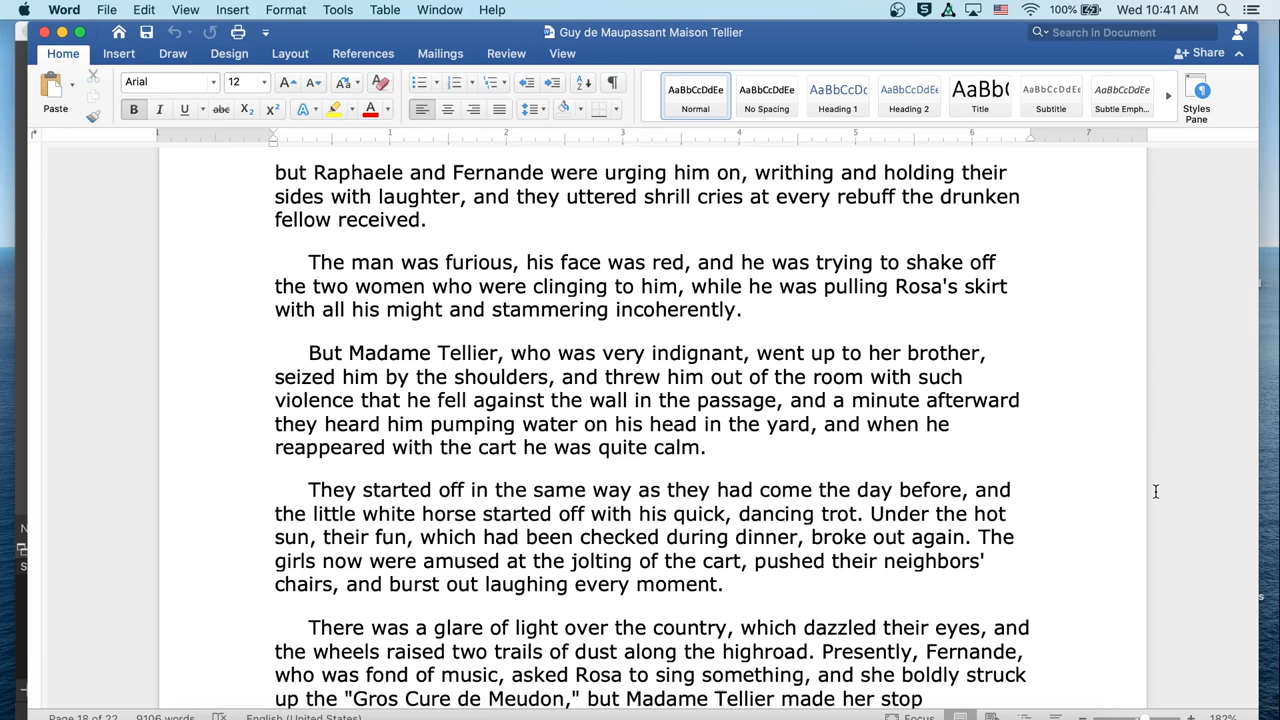 Word File Edit View Insert Format Tools Table Window Help 100% Wed 10:41 AM
Guy de Maupassant Maison Tellier Search in Document
Home Insert Draw Design Layout References Mailings Review View Share
Arial 12
Paste
B I U abc X2 X2 A A
AaBbCcDdEe AaBbCcDdEe AaBbCcDc AaBbCcDdEe AaBbC AaBbCcDdEe AaBbCcDdEe
Normal No Spacing Heading 1 Heading 2 Title Subtitle Subtle Emph... Styles Pane
1 1 2 3 4 5 6 7
but Raphaele and Fernande were urging him on, writhing and holding their
sides with laughter, and they uttered shrill cries at every rebuff the drunken
fellow received.
The man was furious, his face was red, and he was trying to shake off
the two women who were clinging to him, while he was pulling Rosa's skirt
with all his might and stammering incoherently.
But Madame Tellier, who was very indignant, went up to her brother,
seized him by the shoulders, and threw him out of the room with such
violence that he fell against the wall in the passage, and a minute afterward
they heard him pumping water on his head in the yard, and when he
reappeared with the cart he was quite calm.
They started off in the same way as they had come the day before, and
the little white horse started off with his quick, dancing trot. Under the hot
sun, their fun, which had been checked during dinner, broke out again. The
girls now were amused at the jolting of the cart, pushed their neighbors'
chairs, and burst out laughing every moment.
There was a glare of light over the country, which dazzled their eyes, and
the wheels raised two trails of dust along the highroad. Presently, Fernande,
who was fond of music, asked Rosa to sing something, and she boldly struck
up the "Gros Cure de Meudon," but Madame Tellier made her stop
Page 18 of 22 9106 words English (United States) Focus 182%